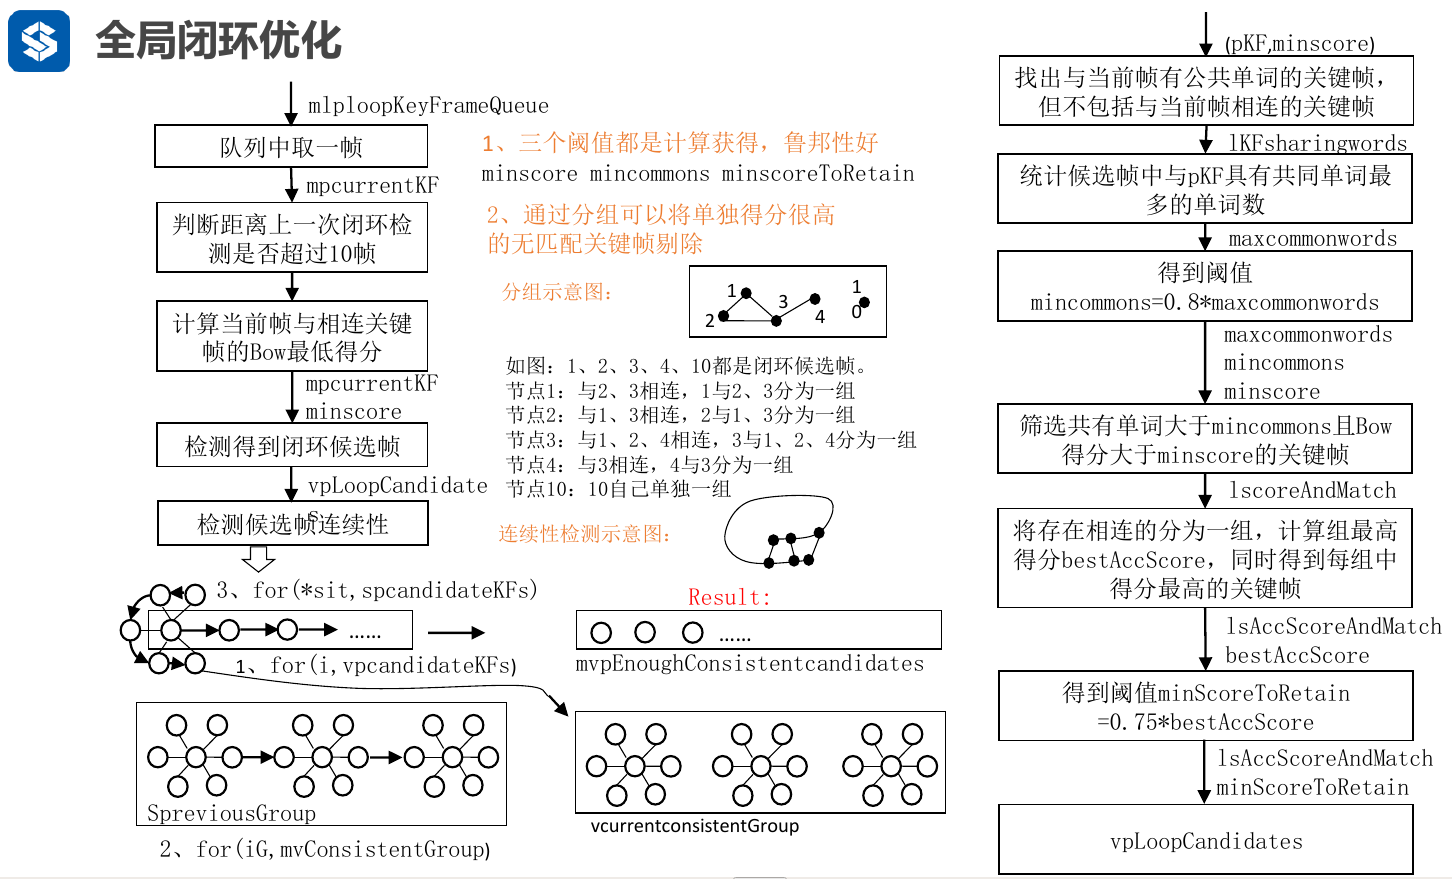 全局闭环优化
mlploopKeyFrameQueue
队列中取一帧
mpcurrentKF
判断距离上一次闭环检
测是否超过10帧
计算当前帧与相连关键
帧的Bow最低得分
mpcurrentKF
minscore
检测得到闭环候选帧
vpLoopCandidate
s
检测候选帧连续性
3、for(*sit,spcandidateKFs)
......
1、for(i,vpcandidateKFs)
SpreviousGroup
2、for(iG,mvConsistentGroup)
1、三个阈值都是计算获得，鲁邦性好
minscore mincommons minscoreToRetain
2、通过分组可以将单独得分很高
的无匹配关键帧剔除
分组示意图：
1
2
3
4
1
0
如图：1、2、3、4、10都是闭环候选帧。
节点1：与2、3相连，1与2、3分为一组
节点2：与1、3相连，2与1、3分为一组
节点3：与1、2、4相连，3与1、2、4分为一组
节点4：与3相连，4与3分为一组
节点10：10自己单独一组
连续性检测示意图：
Result:
......
mvpEnoughConsistentcandidates
vcurrentconsistentGroup
(pKF,minscore)
找出与当前帧有公共单词的关键帧，
但不包括与当前帧相连的关键帧
lKFsharingwords
统计候选帧中与pKF具有共同单词最
多的单词数
maxcommonwords
得到阈值
mincommons=0.8*maxcommonwords
maxcommonwords
mincommons
minscore
筛选共有单词大于mincommons且Bow
得分大于minscore的关键帧
lscoreAndMatch
将存在相连的分为一组，计算组最高
得分bestAccScore，同时得到每组中
得分最高的关键帧
lsAccScoreAndMatch
bestAccScore
得到阈值minScoreToRetain
=0.75*bestAccScore
lsAccScoreAndMatch
minScoreToRetain
vpLoopCandidates